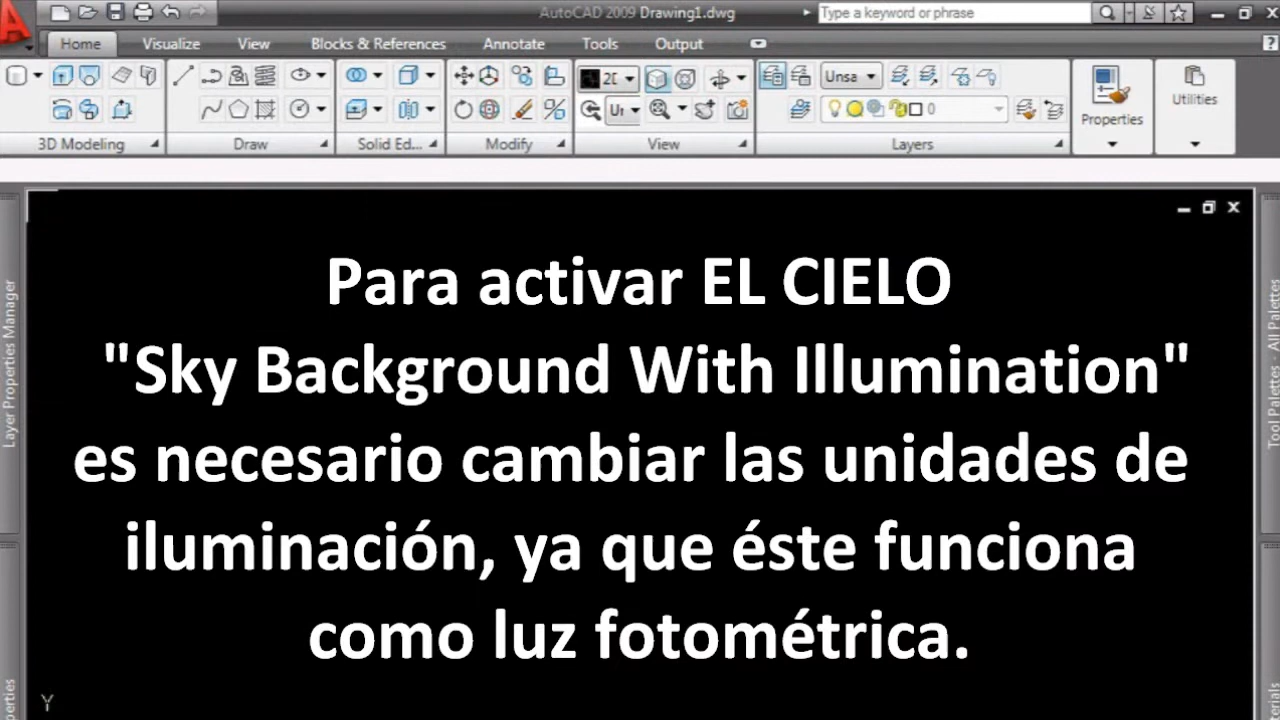 AutoCAD 2009 Drawing1.dwg
Type a keyword or phrase
Home Visualize View Blocks & References Annotate Tools Output
Unsa
Utilities
Properties
0
3D Modeling Draw Solid Ed... Modify View Layers
Para activar EL CIELO
"Sky Background With Illumination"
es necesario cambiar las unidades de
iluminación, ya que éste funciona
como luz fotométrica.
Layer Properties Manager
Tool Palettes - All Palettes
Y